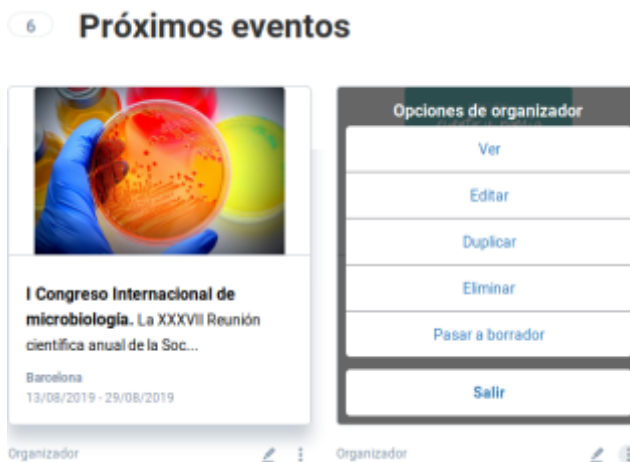 6 Próximos eventos
I Congreso Internacional de
microbiología. La XXXVII Reunión
científica anual de la Soc...
Barcelona
13/08/2019 - 29/08/2019
Organizador
Opciones de organizador
Ver
Editar
Duplicar
Eliminar
Pasar a borrador
Salir
Organizador